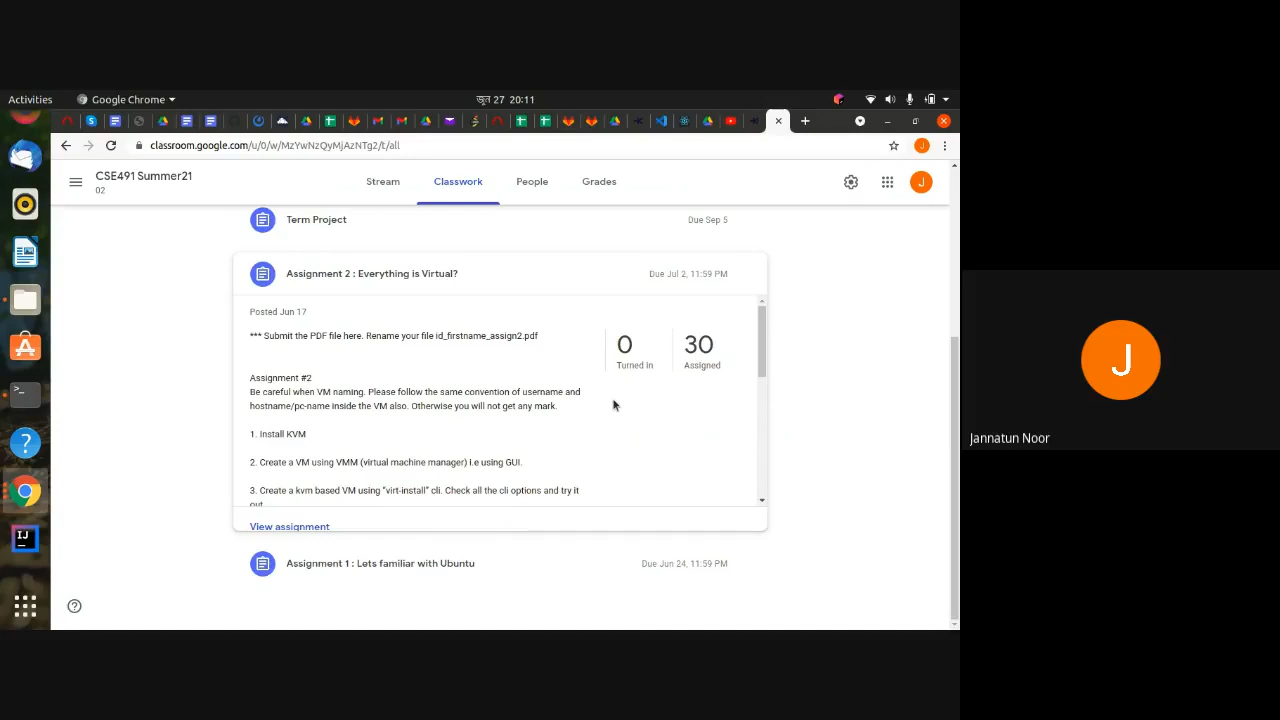 Activities
Google Chrome
জুন 27 20:11
classroom.google.com/u/0/w/MzYwNzQyMjAzNTg2/t/all
CSE491 Summer21
02
Stream
Classwork
People
Grades
J
Term Project
Due Sep 5
Assignment 2 : Everything is Virtual?
Due Jul 2, 11:59 PM
Posted Jun 17
*** Submit the PDF file here. Rename your file id_firstname_assign2.pdf
0
Turned in
30
Assigned
Assignment #2
Be careful when VM naming. Please follow the same convention of username and
hostname/pc-name inside the VM also. Otherwise you will not get any mark.
1. Install KVM
2. Create a VM using VMM (virtual machine manager) i.e using GUI.
3. Create a kvm based VM using “virt-install” cli. Check all the cli options and try it
out.
View assignment
Assignment 1 : Lets familiar with Ubuntu
Due Jun 24, 11:59 PM
J
Jannatun Noor